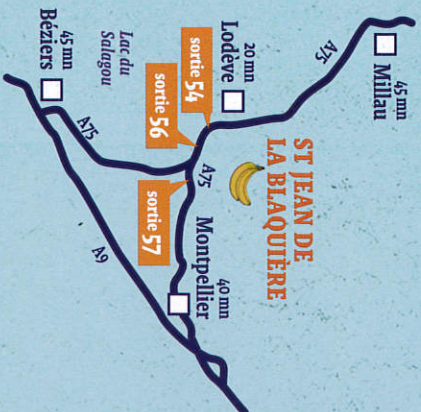 45 mn
Millau
A75
ST JEAN DE
LA BLAQUIÈRE
20 mn
Lodève
sortie 54
sortie 56
A75
sortie 57
40 mn
Montpellier
Lac du
Salagou
45 mn
Béziers
A75
A9